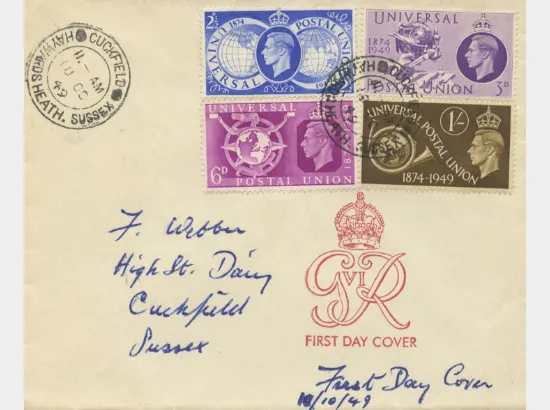 CUCKFIELD
HAYWARDS HEATH. SUSSEX
11- AM
10 OC
49
2½D 1874 POSTAL UNION
UNIVERSAL 1949
UNIVERSAL
1874
1949
POSTAL UNION 3D
UNIVERSAL
6D POSTAL UNION
UNIVERSAL POSTAL UNION
1/-
1874-1949
F. Webber
High St. Dairy
Cuckfield
Sussex
GVIR
FIRST DAY COVER
First Day Cover
10/10/49